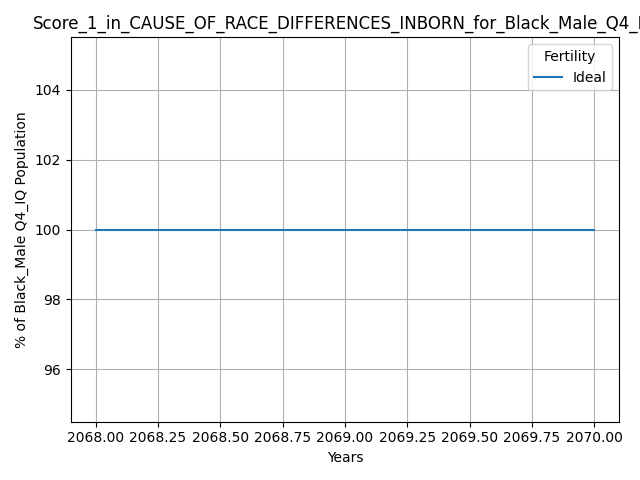 Score_1_in_CAUSE_OF_RACE_DIFFERENCES_INBORN_for_Black_Male_Q4_
Fertility
Ideal
% of Black_Male Q4_IQ Population
104
102
100
98
96
2068.00 2068.25 2068.50 2068.75 2069.00 2069.25 2069.50 2069.75 2070.00
Years